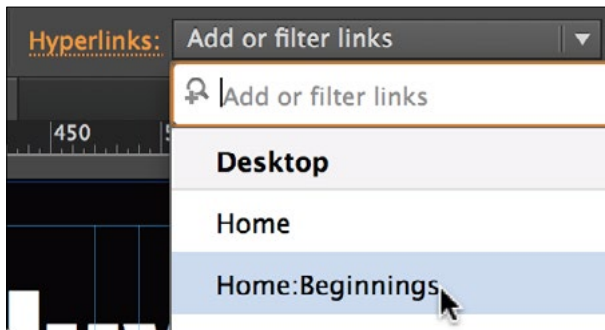 Hyperlinks: Add or filter links
Add or filter links
450
Desktop
Home
Home:Beginnings